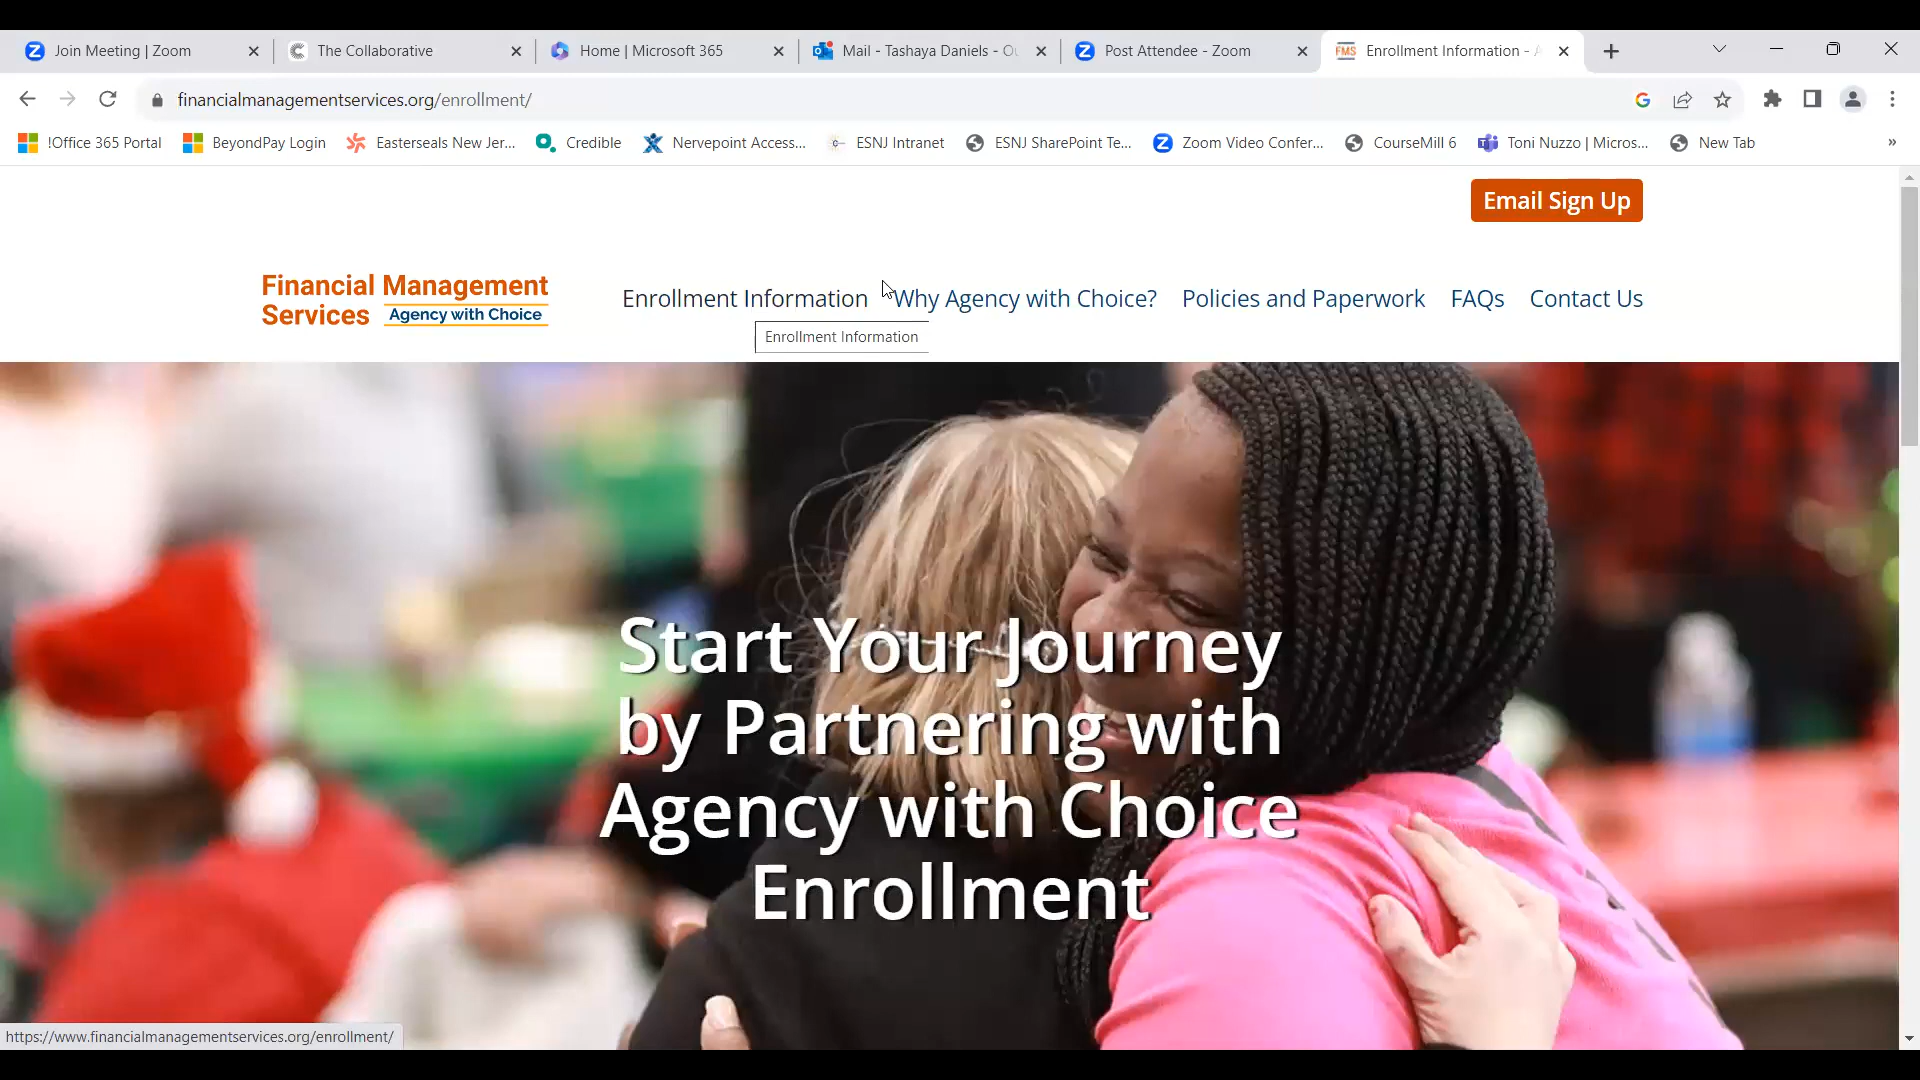 Join Meeting | Zoom
The Collaborative
Home | Microsoft 365
Mail - Tashaya Daniels - Ou
Post Attendee - Zoom
FMS
Enrollment Information - A
financialmanagementservices.org/enrollment/
!Office 365 Portal
BeyondPay Login
Easterseals New Jer...
Credible
Nervepoint Access...
ESNJ Intranet
ESNJ SharePoint Te...
Zoom Video Confer...
CourseMill 6
Toni Nuzzo | Micros...
New Tab
»
Email Sign Up
Financial Management
Services Agency with Choice
Enrollment Information
Why Agency with Choice?
Policies and Paperwork
FAQs
Contact Us
Enrollment Information
Start Your Journey
by Partnering with
Agency with Choice
Enrollment
https://www.financialmanagementservices.org/enrollment/